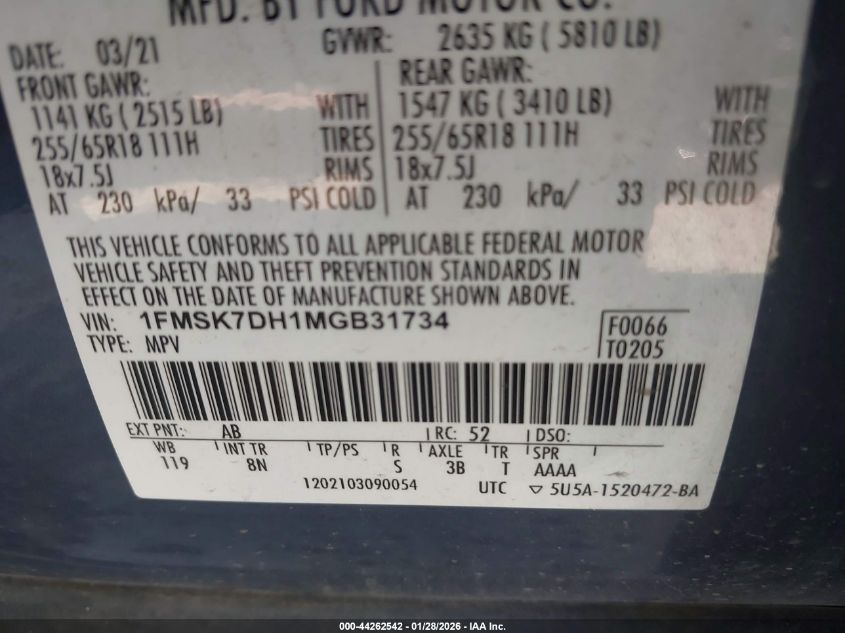 MFD. BY FORD MOTOR CO.
DATE: 03/21 GVWR: 2635 KG ( 5810 LB)
FRONT GAWR: REAR GAWR:
1141 KG ( 2515 LB) WITH 1547 KG ( 3410 LB) WITH
255/65R18 111H TIRES 255/65R18 111H TIRES
18x7.5J RIMS 18x7.5J RIMS
AT 230 kPa/ 33 PSI COLD AT 230 kPa/ 33 PSI COLD
THIS VEHICLE CONFORMS TO ALL APPLICABLE FEDERAL MOTOR
VEHICLE SAFETY AND THEFT PREVENTION STANDARDS IN
EFFECT ON THE DATE OF MANUFACTURE SHOWN ABOVE.
VIN: 1FMSK7DH1MGB31734 F0066
TYPE: MPV T0205
EXT PNT: AB RC: 52 DSO:
WB INT TR TP/PS R AXLE TR SPR
119 8N S 3B T AAAA
1202103090054 UTC ▽ 5U5A-1520472-BA
000-44262542 - 01/28/2026 - IAA Inc.